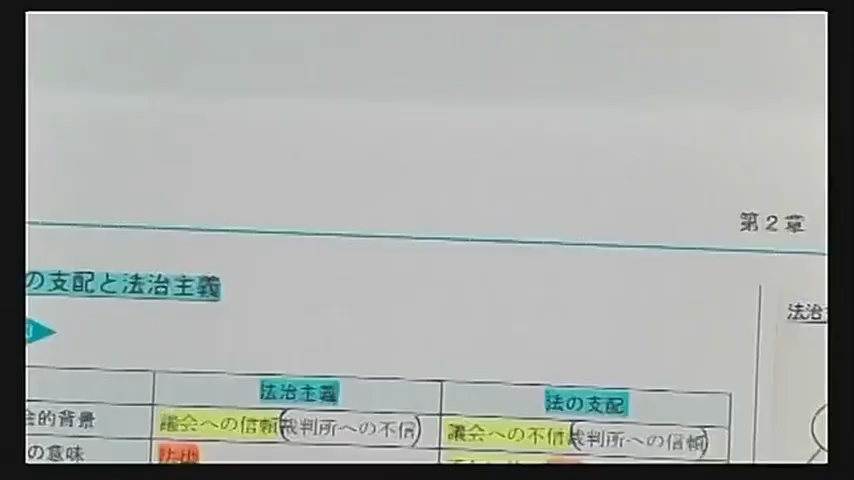 第2章
の支配と法治主義
法治
法治主義
法の支配
的背景
議会への信頼(裁判所への不信)
議会への不信(裁判所への信頼)
の意味